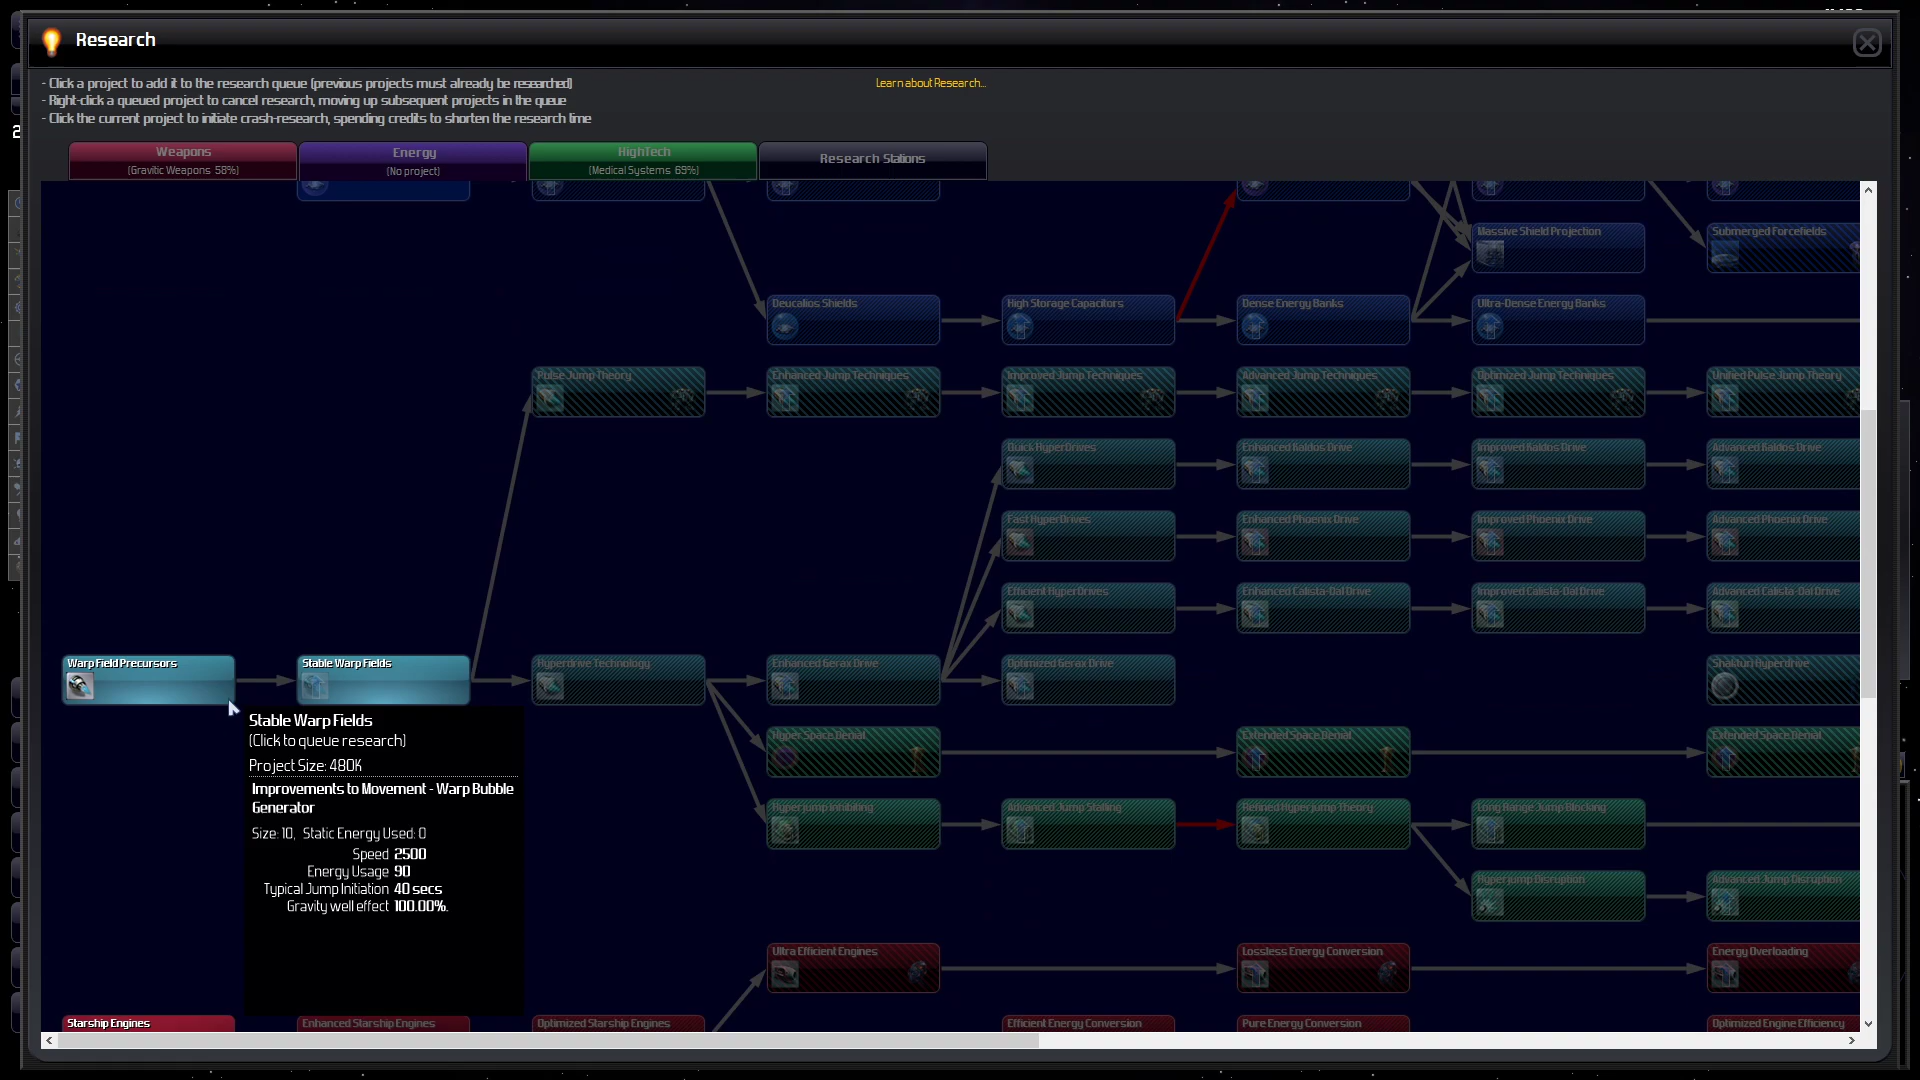 Research
- Click a project to add it to the research queue (previous projects must already be researched)
- Right-click a queued project to cancel research, moving up subsequent projects in the queue
- Click the current project to initiate crash-research, spending credits to shorten the research time
Learn about Research...
Weapons
(Gravitic Weapons 58%)
Energy
(No project)
HighTech
(Medical Systems 69%)
Research Stations
Massive Shield Projection
Submerged Forcefields
Deucalios Shields
High Storage Capacitors
Dense Energy Banks
Ultra-Dense Energy Banks
Pulse Jump Theory
Enhanced Jump Techniques
Improved Jump Techniques
Advanced Jump Techniques
Optimized Jump Techniques
Unified Pulse Jump Theory
Quick HyperDrives
Enhanced Kaldos Drive
Improved Kaldos Drive
Advanced Kaldos Drive
Fast HyperDrives
Enhanced Phoenix Drive
Improved Phoenix Drive
Advanced Phoenix Drive
Efficient HyperDrives
Enhanced Calista-Dal Drive
Improved Calista-Dal Drive
Advanced Calista-Dal Drive
Warp Field Precursors
Stable Warp Fields
Hyperdrive Technology
Enhanced Gerax Drive
Optimized Gerax Drive
Shakturi Hyperdrive
Stable Warp Fields
(Click to queue research)
Project Size: 480K
Improvements to Movement - Warp Bubble
Generator
Size: 10, Static Energy Used: 0
Speed 2500
Energy Usage 90
Typical Jump Initiation 40 secs
Gravity well effect 100.00%.
Hyper Space Denial
Extended Space Denial
Extended Space Denial
Hyperjump Inhibiting
Advanced Jump Stalling
Refined Hyperjump Theory
Long Range Jump Blocking
Hyperjump Disruption
Advanced Jump Disruption
Ultra Efficient Engines
Lossless Energy Conversion
Energy Overloading
Starship Engines
Enhanced Starship Engines
Optimized Starship Engines
Efficient Energy Conversion
Pure Energy Conversion
Optimized Engine Efficiency